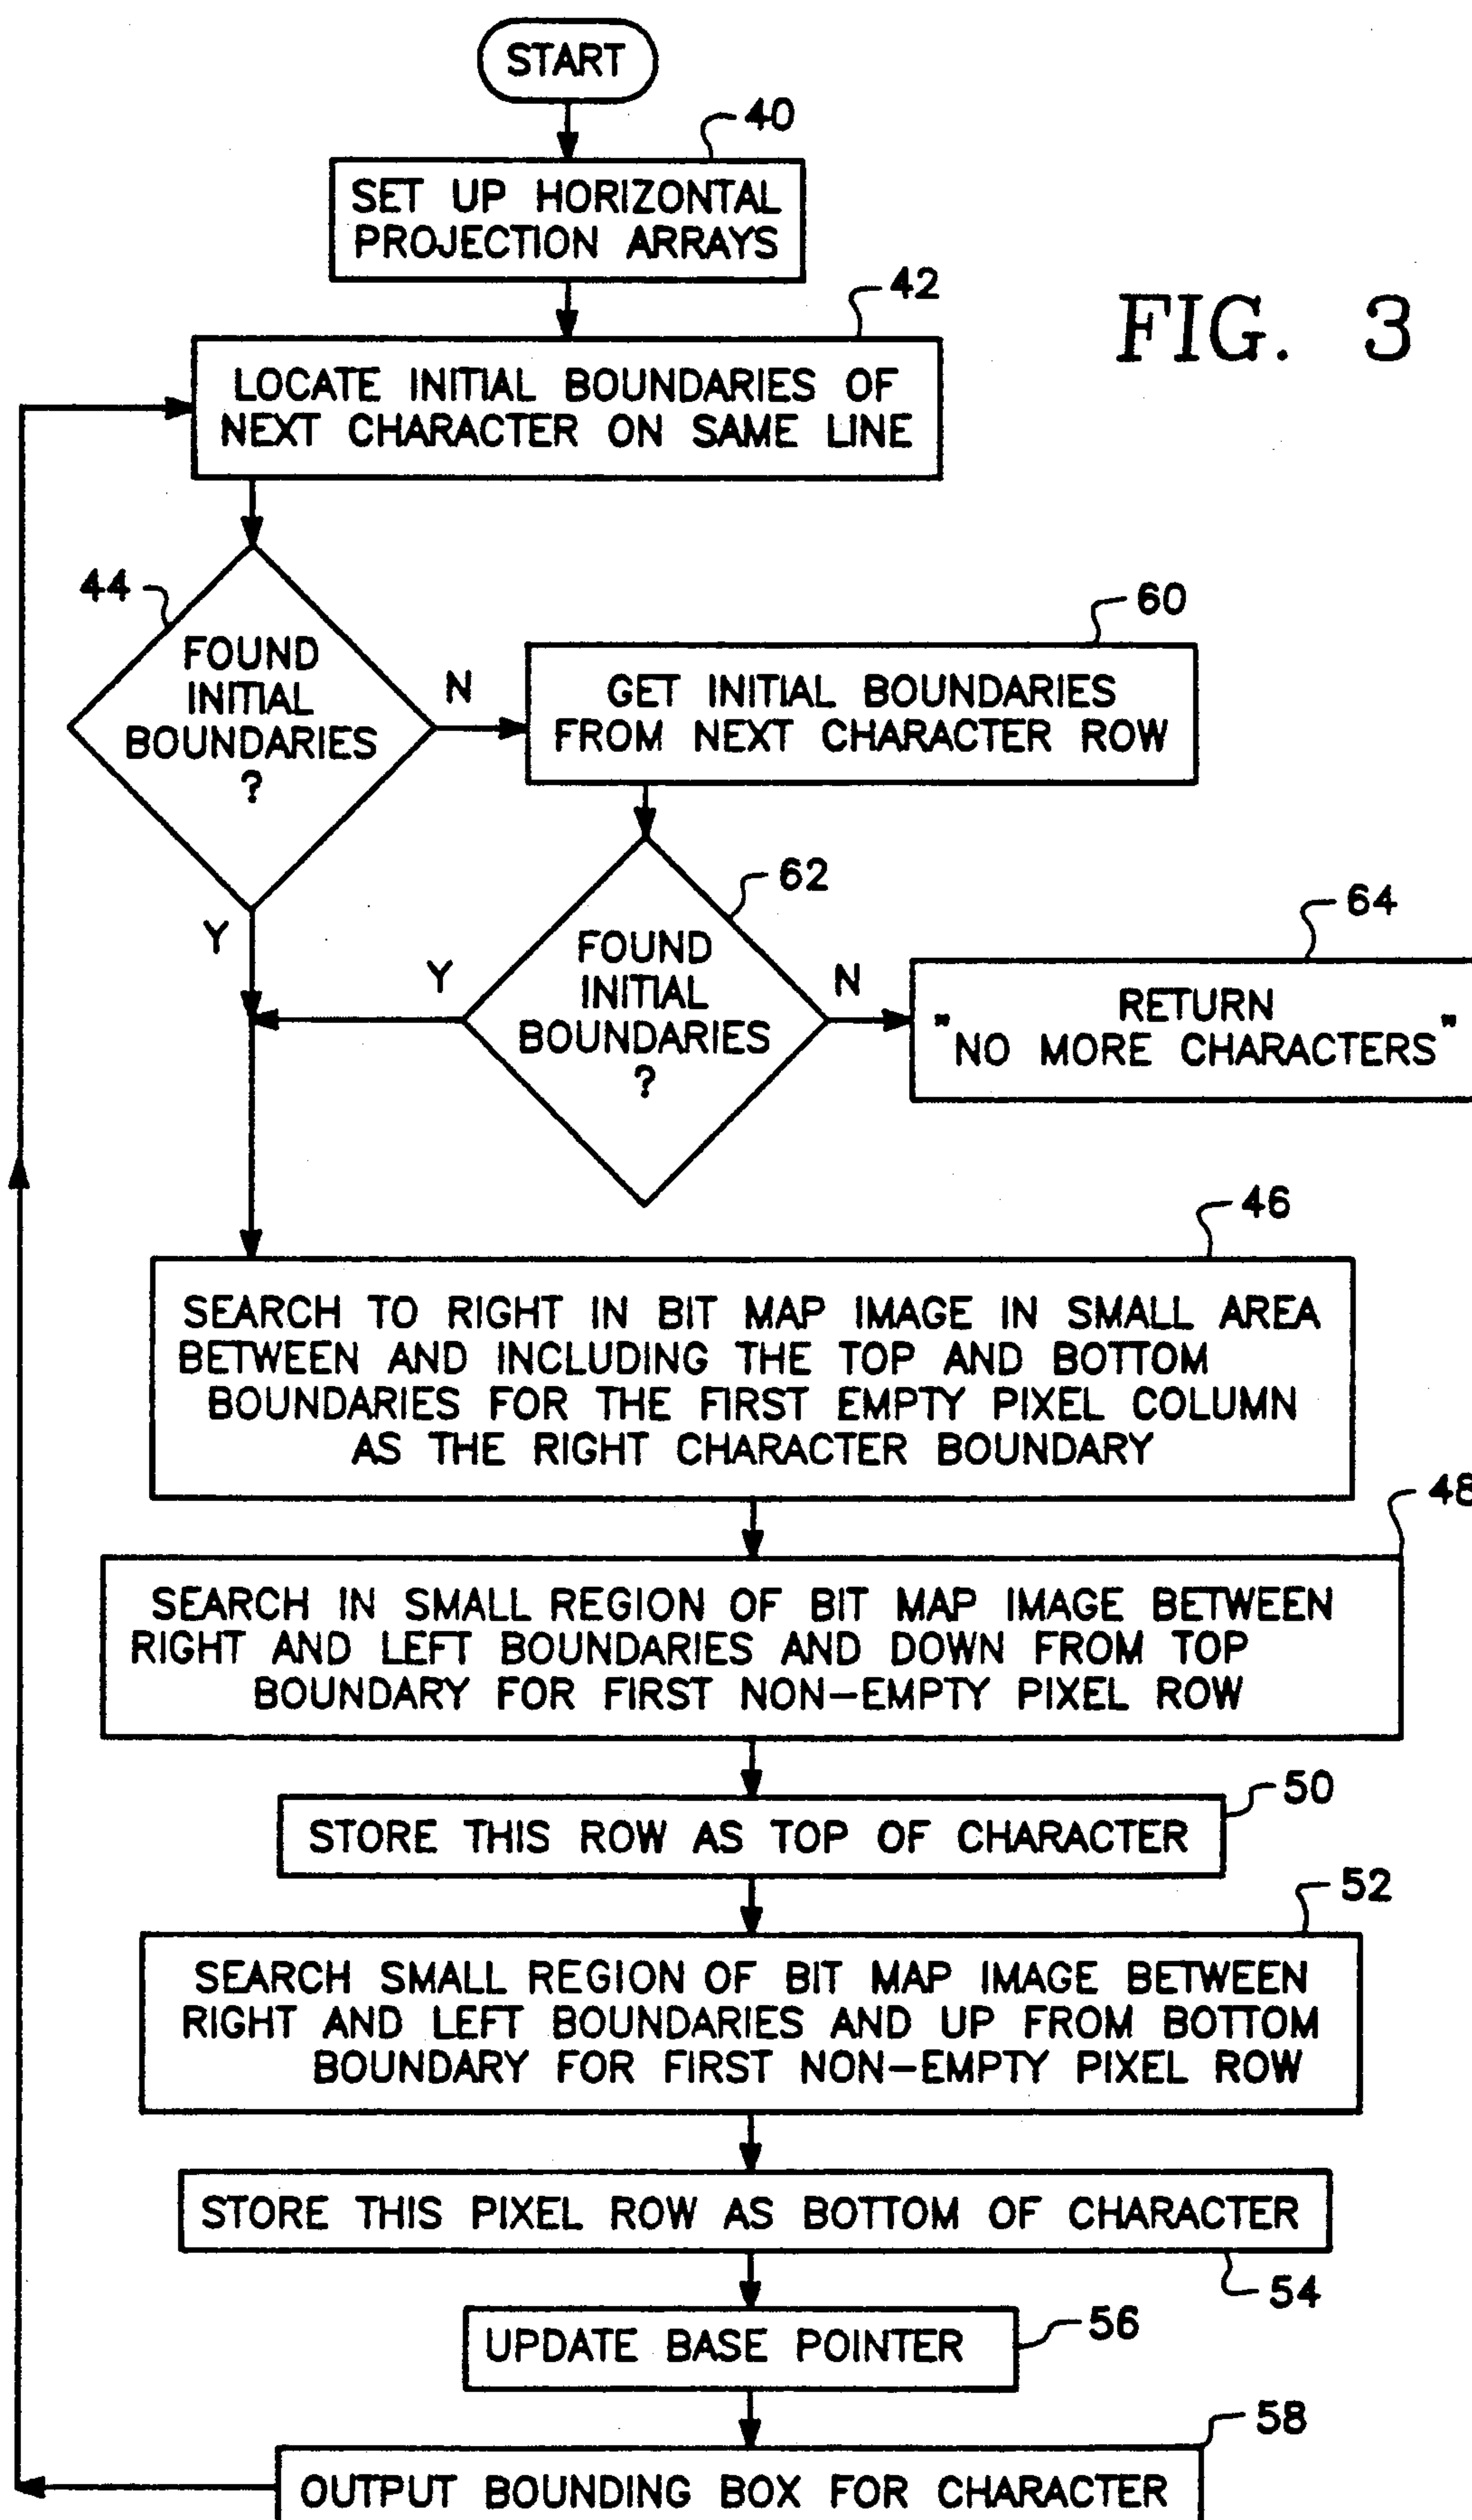 START
40
SET UP HORIZONTAL
PROJECTION ARRAYS
42
FIG. 3
LOCATE INITIAL BOUNDARIES OF
NEXT CHARACTER ON SAME LINE
44
FOUND
INITIAL
BOUNDARIES
?
N
60
GET INITIAL BOUNDARIES
FROM NEXT CHARACTER ROW
Y
62
FOUND
INITIAL
BOUNDARIES
?
Y
N
64
RETURN
"NO MORE CHARACTERS"
46
SEARCH TO RIGHT IN BIT MAP IMAGE IN SMALL AREA
BETWEEN AND INCLUDING THE TOP AND BOTTOM
BOUNDARIES FOR THE FIRST EMPTY PIXEL COLUMN
AS THE RIGHT CHARACTER BOUNDARY
48
SEARCH IN SMALL REGION OF BIT MAP IMAGE BETWEEN
RIGHT AND LEFT BOUNDARIES AND DOWN FROM TOP
BOUNDARY FOR FIRST NON-EMPTY PIXEL ROW
50
STORE THIS ROW AS TOP OF CHARACTER
52
SEARCH SMALL REGION OF BIT MAP IMAGE BETWEEN
RIGHT AND LEFT BOUNDARIES AND UP FROM BOTTOM
BOUNDARY FOR FIRST NON-EMPTY PIXEL ROW
STORE THIS PIXEL ROW AS BOTTOM OF CHARACTER
54
UPDATE BASE POINTER
56
58
OUTPUT BOUNDING BOX FOR CHARACTER